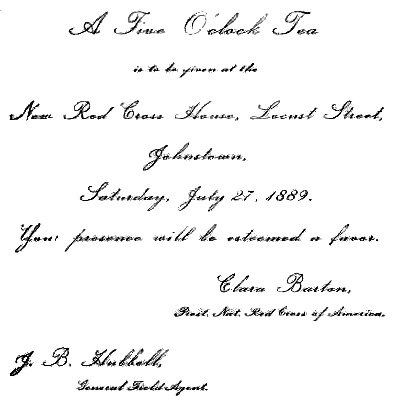 A Five O'clock Tea
is to be given at the
New Red Cross House, Locust Street,
Johnstown,
Saturday, July 27, 1889.
Your presence will be esteemed a favor.
Clara Barton,
Prest. Nat. Red Cross of America.
J. B. Hubbell,
General Field Agent.